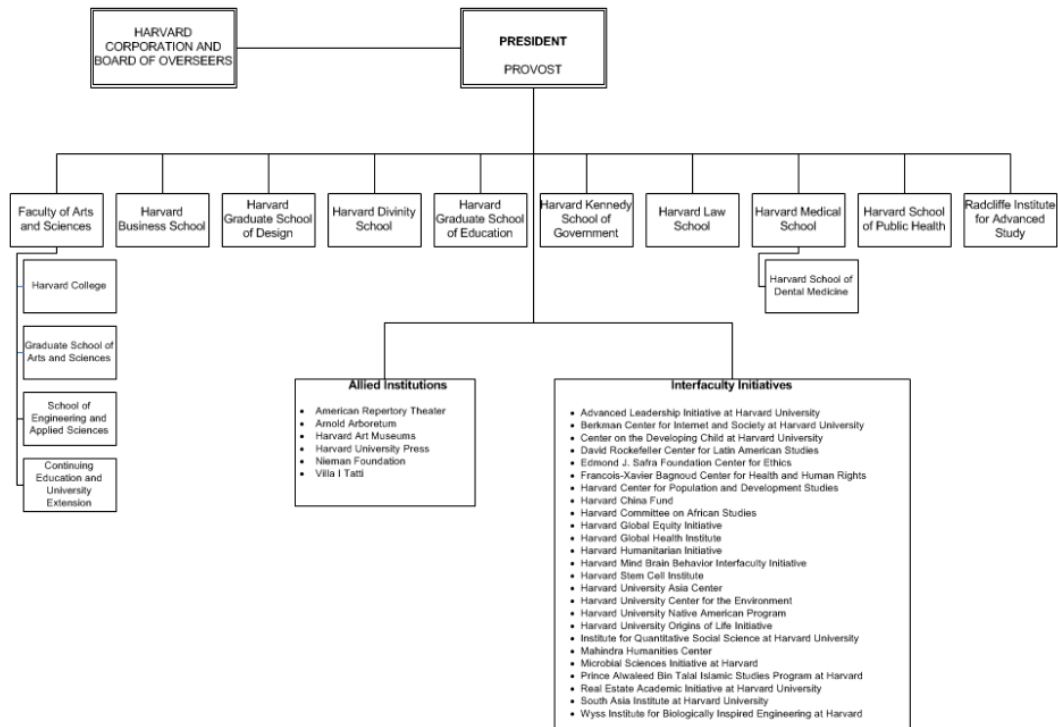 HARVARD
CORPORATION AND
BOARD OF OVERSEERS
PRESIDENT
PROVOST
Faculty of Arts
and Sciences
Harvard
Business School
Harvard
Graduate School
of Design
Harvard Divinity
School
Harvard
Graduate School
of Education
Harvard Kennedy
School of
Government
Harvard Law
School
Harvard Medical
School
Harvard School
of Public Health
Radcliffe Institute
for Advanced
Study
Harvard College
Graduate School of
Arts and Sciences
School of
Engineering and
Applied Sciences
Continuing
Education and
University
Extension
Harvard School of
Dental Medicine
Allied Institutions
• American Repertory Theater
• Arnold Arboretum
• Harvard Art Museums
• Harvard University Press
• Nieman Foundation
• Villa I Tatti
Interfaculty Initiatives
• Advanced Leadership Initiative at Harvard University
• Berkman Center for Internet and Society at Harvard University
• Center on the Developing Child at Harvard University
• David Rockefeller Center for Latin American Studies
• Edmond J. Safra Foundation Center for Ethics
• Francois-Xavier Bagnoud Center for Health and Human Rights
• Harvard Center for Population and Development Studies
• Harvard China Fund
• Harvard Committee on African Studies
• Harvard Global Equity Initiative
• Harvard Global Health Institute
• Harvard Humanitarian Initiative
• Harvard Mind Brain Behavior Interfaculty Initiative
• Harvard Stem Cell Institute
• Harvard University Asia Center
• Harvard University Center for the Environment
• Harvard University Native American Program
• Harvard University Origins of Life Initiative
• Institute for Quantitative Social Science at Harvard University
• Mahindra Humanities Center
• Microbial Sciences Initiative at Harvard
• Prince Alwaleed Bin Talal Islamic Studies Program at Harvard
• Real Estate Academic Initiative at Harvard University
• South Asia Institute at Harvard University
• Wyss Institute for Biologically Inspired Engineering at Harvard